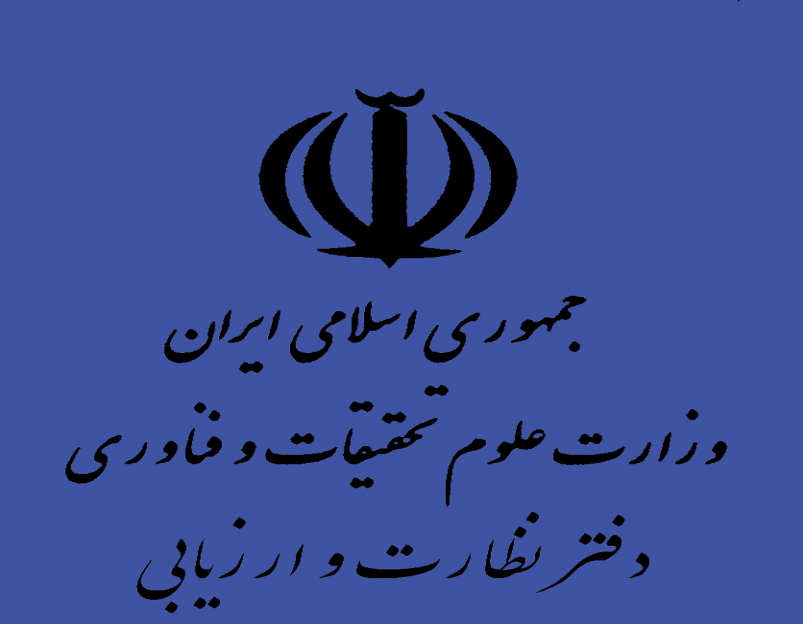 جمهوری اسلامی ایران
وزارت علوم تحقیقات و فناوری
دفتر نظارت و ارزیابی